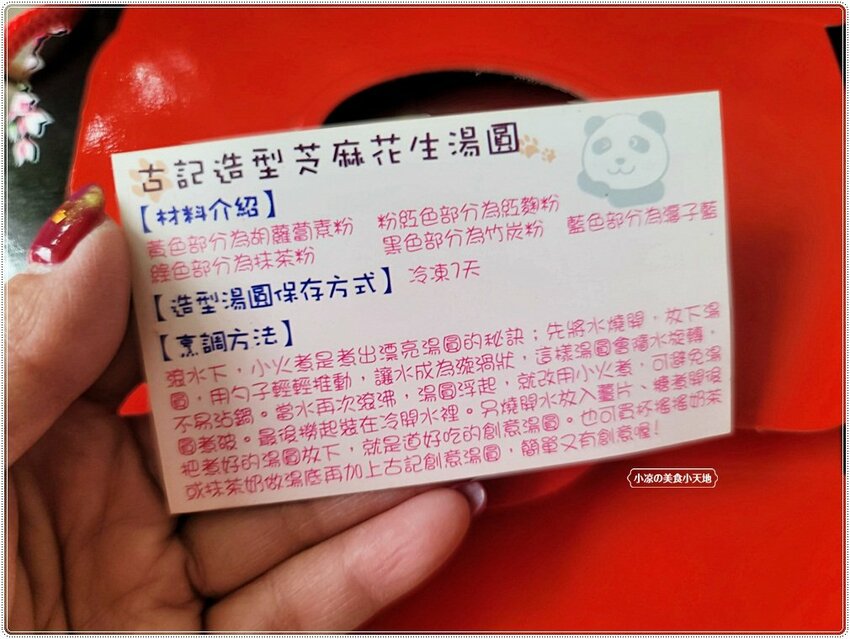 古記造型芝麻花生湯圓
【材料介紹】
黃色部分為胡蘿蔔素粉 粉紅色部分為紅麴粉
綠色部分為抹茶粉 黑色部分為竹炭粉 藍色部分為梔子藍
【造型湯圓保存方式】冷凍7天
【烹調方法】
滾水下,小火煮是煮出漂亮湯圓的秘訣;先將水燒開,放下湯
圓,用勺子輕輕推動,讓水成為漩渦狀,這樣湯圓會隨水旋轉,
不易沾鍋。當水再次滾沸,湯圓浮起,就改用小火煮,可避免湯
圓煮破。最後撈起裝在冷開水裡。另燒開水放入薑片、糖煮開後
把煮好的湯圓放下,就是道好吃的創意湯圓。也可買杯搖搖奶茶
或抹茶奶做湯底再加上古記創意湯圓,簡單又有創意喔!
小凉の美食小天地